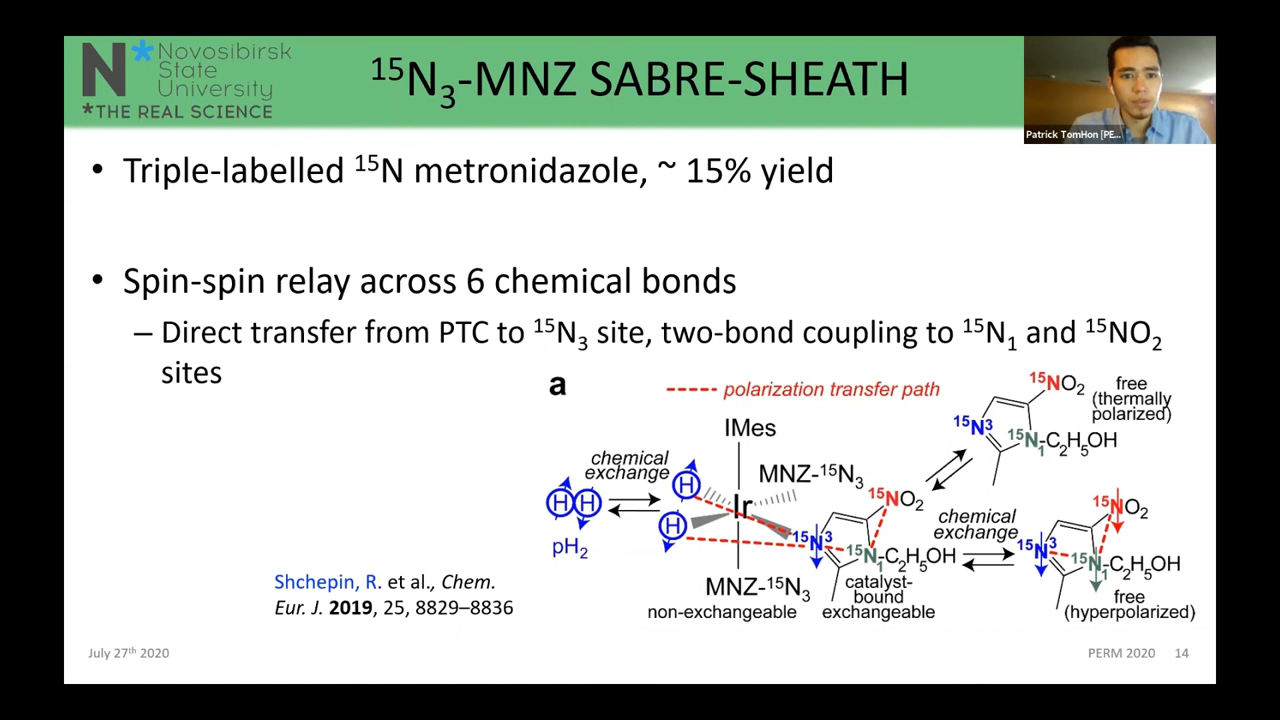 N*
Novosibirsk
State
University
*THE REAL SCIENCE
¹⁵N₃-MNZ SABRE-SHEATH
Patrick TomHon [PE...
• Triple-labelled ¹⁵N metronidazole, ~ 15% yield
• Spin-spin relay across 6 chemical bonds
– Direct transfer from PTC to ¹⁵N₃ site, two-bond coupling to ¹⁵N₁ and ¹⁵NO₂
sites
a
polarization transfer path
¹⁵NO₂
free
(thermally
polarized)
¹⁵N³
¹⁵N₁-C₂H₅OH
IMes
chemical
exchange
MNZ-¹⁵N₃
H
HH
Ir
H
pH₂
¹⁵NO₂
¹⁵N³
¹⁵N₁-C₂H₅OH
chemical
exchange
¹⁵NO₂
¹⁵N³
¹⁵N₁-C₂H₅OH
MNZ-¹⁵N₃
non-exchangeable
catalyst-
bound
exchangeable
free
(hyperpolarized)
Shchepin, R. et al., Chem.
Eur. J. 2019, 25, 8829–8836
July 27th 2020
PERM 2020
14